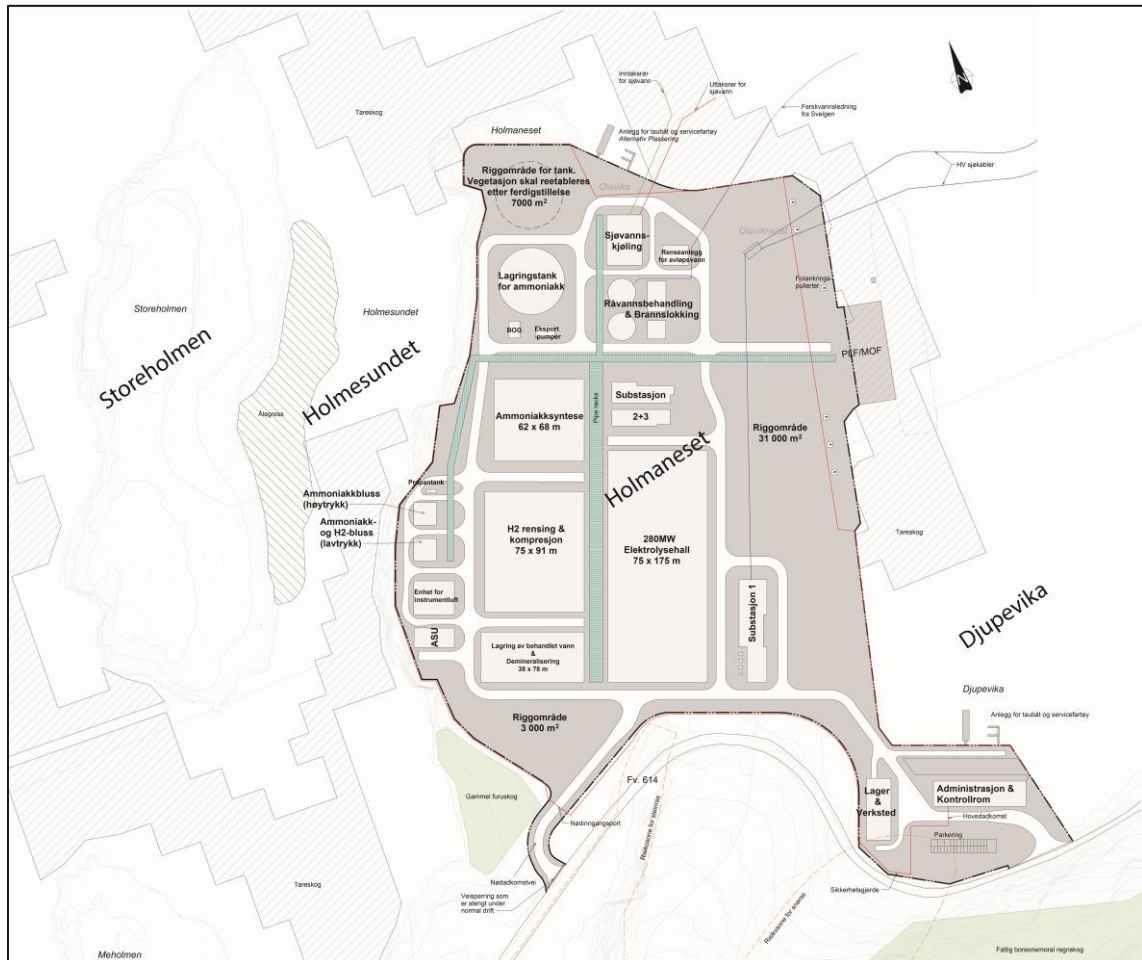 Inntaksrør
for sjøvann
Uttaksrør for
sjøvann
Ferskvannsledning
fra Svelgen
N
Tareskog
Holmaneset
Anlegg for taubåt og servicefartøy
Alternativ Plassering
HV sjøkabler
Riggområde for tank.
Vegetasjon skal reetableres
etter ferdigstillelse
7000 m²
Olavika
Olavikneset
Sjøvanns-
kjøling
Renseanlegg
for avløpsvann
Lagringstank
for ammoniakk
Forankrings-
pullerter
Råvannsbehandling
& Brannslokking
Storeholmen
Holmesundet
BOG
Eksport
pumper
Storeholmen
Holmesundet
PLF/MOF
Ålegress
Ammoniakksyntese
62 x 68 m
Pipe racks
Substasjon
2+3
Holmaneset
Riggområde
31 000 m²
Propantank
Ammoniakkbluss
(høytrykk)
Ammoniakk-
og H2-bluss
(lavtrykk)
H2 rensing &
kompresjon
75 x 91 m
280MW
Elektrolysehall
75 x 175 m
Tareskog
Enhet for
instrumentluft
ASU
Substasjon 1
Djupevika
Lagring av behandlet vann
&
Demineralisering
38 x 78 m
Djupevika
Riggområde
3 000 m²
Anlegg for taubåt og servicefartøy
Fv. 614
Gammel furuskog
Lager
&
Verksted
Administrasjon &
Kontrollrom
Nødinngangsport
Hovedadkomst
Risikosone for steinras
Parkering
Tareskog
Nødadkomstvei
Veisperring som
er stengt under
normal drift
Sikkerhetsgjerde
Risikosone for snøras
Meholmen
Fattig boreonemoral regnskog